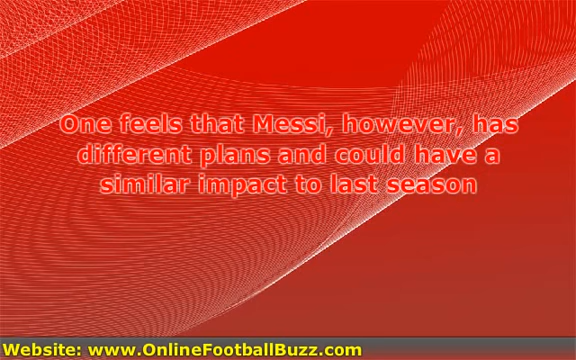 One feels that Messi, however, has
different plans and could have a
similar impact to last season
Website: www.OnlineFootballBuzz.com